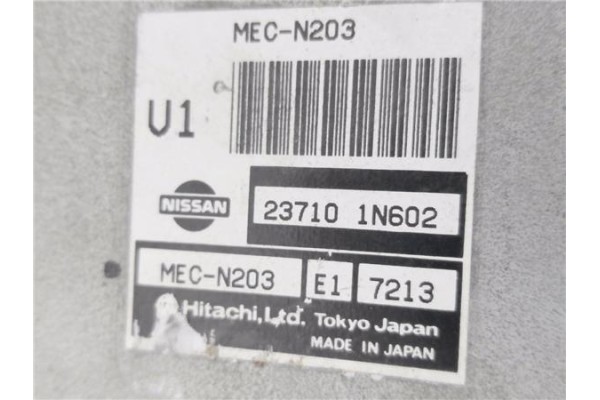 MEC-N203
V1
NISSAN
23710 1N602
MEC-N203 E1 7213
Hitachi,Ltd. Tokyo Japan
MADE IN JAPAN